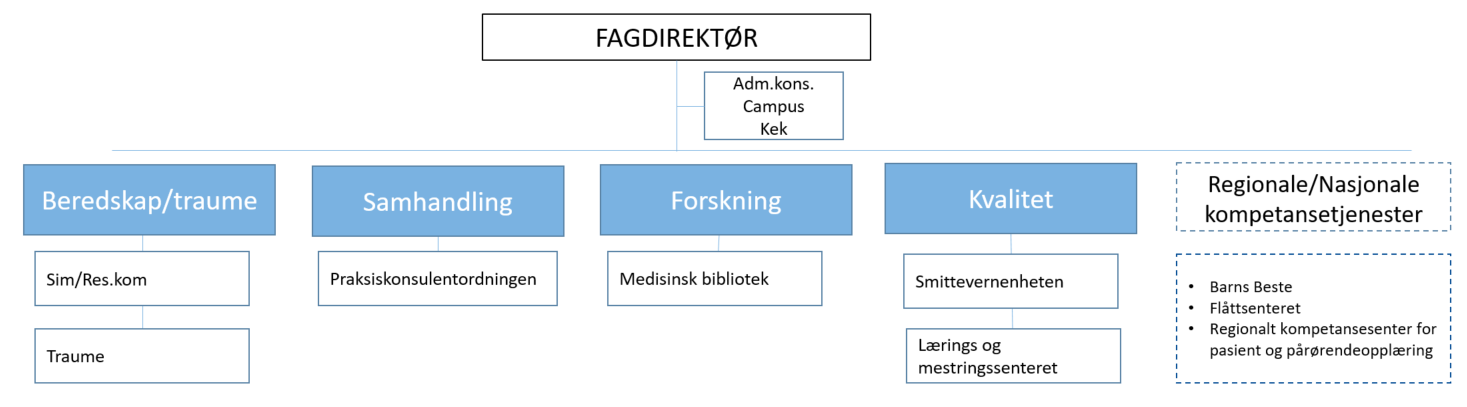 FAGDIREKTØR
Adm.kons.
Campus
Kek
Beredskap/traume
Samhandling
Forskning
Kvalitet
Regionale/Nasjonale
kompetansetjenester
Sim/Res.kom
Praksiskonsulentordningen
Medisinsk bibliotek
Smittevernenheten
• Barns Beste
• Flåttsenteret
• Regionalt kompetansesenter for
pasient og pårørendeopplæring
Traume
Lærings og
mestringssenteret